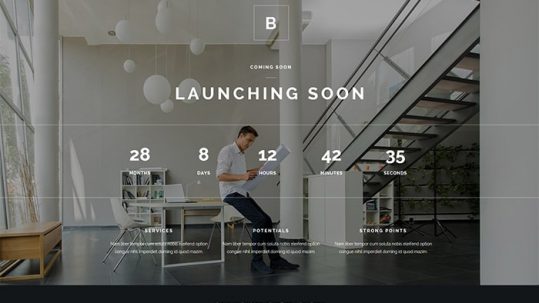 B
COMING SOON
LAUNCHING SOON
28 8 12 42 35
MONTHS DAYS HOURS MINUTES SECONDS
SERVICES POTENTIALS STRONG POINTS
Nam liber tempor cum soluta nobis eleifend option Nam liber tempor cum soluta nobis eleifend option Nam liber tempor cum soluta nobis eleifend option
congue nihil imperdiet doming id quod mazim congue nihil imperdiet doming id quod mazim congue nihil imperdiet doming id quod mazim